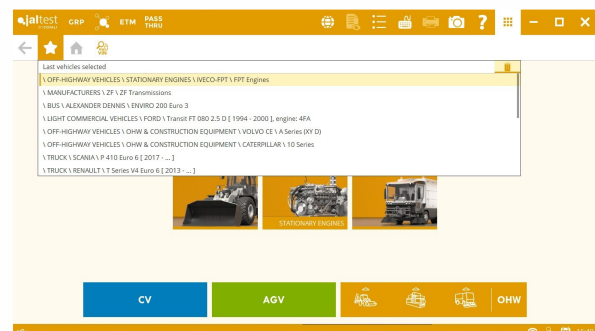 jaltest GRP ETM PASS THRU
VIN
Last vehicles selected
\ OFF-HIGHWAY VEHICLES \ STATIONARY ENGINES \ IVECO-FPT \ FPT Engines
\ MANUFACTURERS \ ZF \ ZF Transmissions
\ BUS \ ALEXANDER DENNIS \ ENVIRO 200 Euro 3
\ LIGHT COMMERCIAL VEHICLES \ FORD \ Transit FT 080 2.5 D [ 1994 - 2000 ], engine: 4FA
\ OFF-HIGHWAY VEHICLES \ OHW & CONSTRUCTION EQUIPMENT \ VOLVO CE \ A Series (XY D)
\ OFF-HIGHWAY VEHICLES \ OHW & CONSTRUCTION EQUIPMENT \ CATERPILLAR \ 10 Series
\ TRUCK \ SCANIA \ P 410 Euro 6 [ 2017 - ... ]
\ TRUCK \ RENAULT \ T Series V4 Euro 6 [ 2013 - ... ]
STATIONARY ENGINES
CV AGV OHW